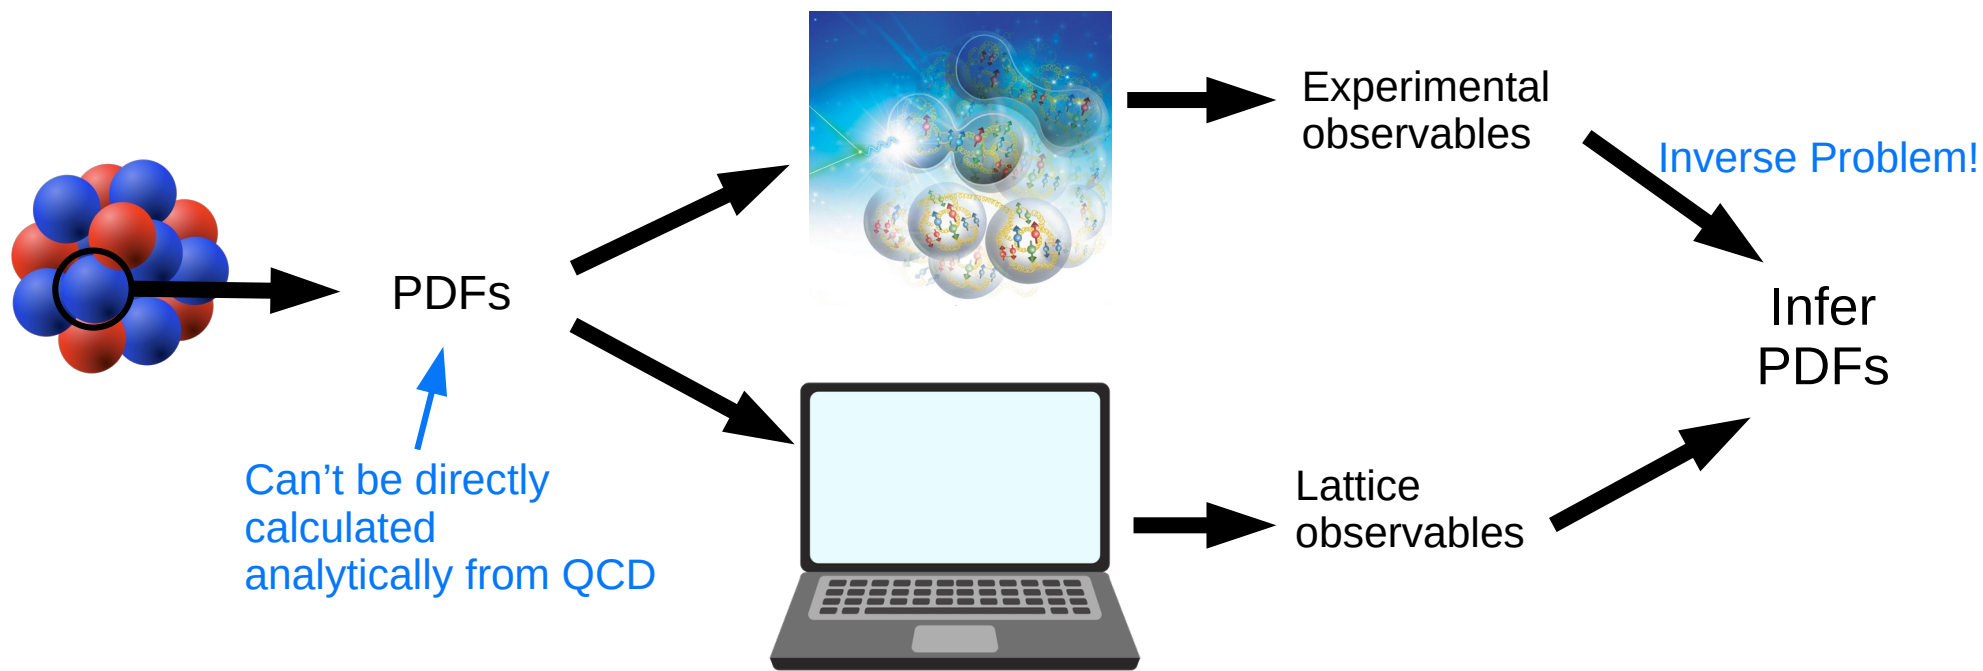 PDFs
Can’t be directly
calculated
analytically from QCD
Experimental
observables
Inverse Problem!
Lattice
observables
Infer
PDFs